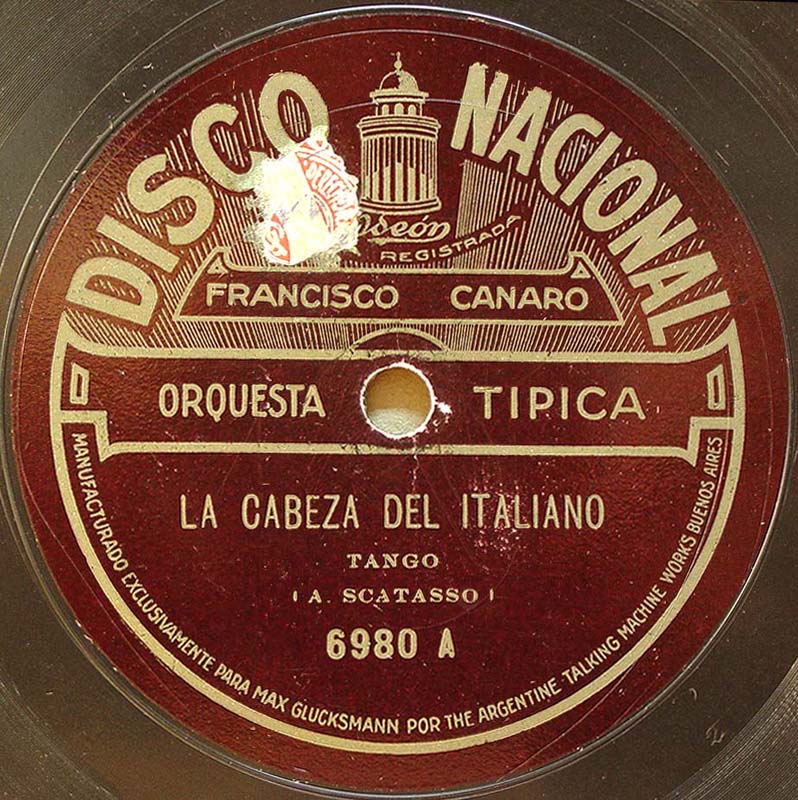 DISCO NACIONAL
Odeón
REGISTRADA
FRANCISCO CANARO
ORQUESTA TIPICA
LA CABEZA DEL ITALIANO
TANGO
(A. SCATASSO)
6980 A
MANUFACTURADO EXCLUSIVAMENTE PARA MAX GLUCKSMANN POR THE ARGENTINE TALKING MACHINE WORKS BUENOS AIRES